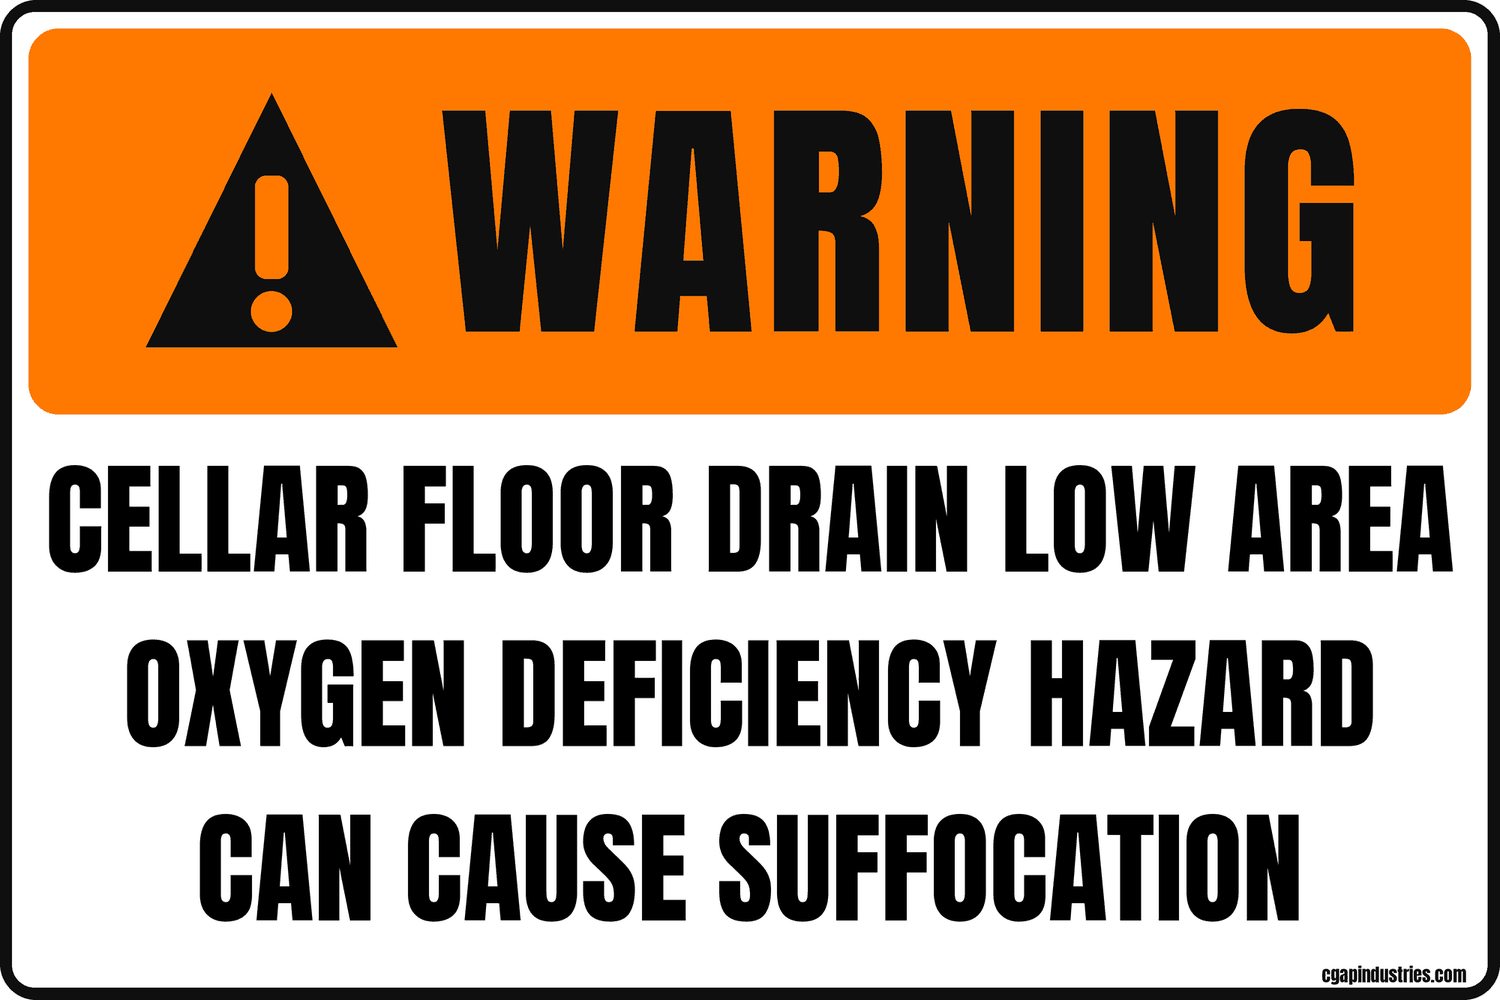 WARNING
CELLAR FLOOR DRAIN LOW AREA
OXYGEN DEFICIENCY HAZARD
CAN CAUSE SUFFOCATION
cgapindustries.com